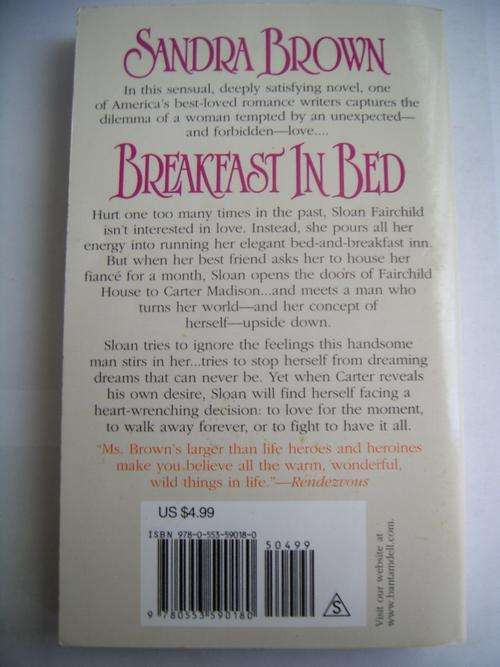 SANDRA BROWN
In this sensual, deeply satisfying novel, one
of America's best-loved romance writers captures the
dilemma of a woman tempted by an unexpected—
and forbidden—love....
BREAKFAST IN BED
Hurt one too many times in the past, Sloan Fairchild
isn't interested in love. Instead, she pours all her
energy into running her elegant bed-and-breakfast inn.
But when her best friend asks her to house her
fiancé for a month, Sloan opens the doors of Fairchild
House to Carter Madison...and meets a man who
turns her world—and her concept of
herself—upside down.
Sloan tries to ignore the feelings this handsome
man stirs in her...tries to stop herself from dreaming
dreams that can never be. Yet when Carter reveals
his own desire, Sloan will find herself facing a
heart-wrenching decision: to love for the moment,
to walk away forever, or to fight to have it all.
"Ms. Brown's larger than life heroes and heroines
make you believe all the warm, wonderful,
wild things in life."—Rendezvous
US $4.99
ISBN 978-0-553-59018-0
50499
9 780553 590180
S
Visit our website at
www.bantamdell.com.